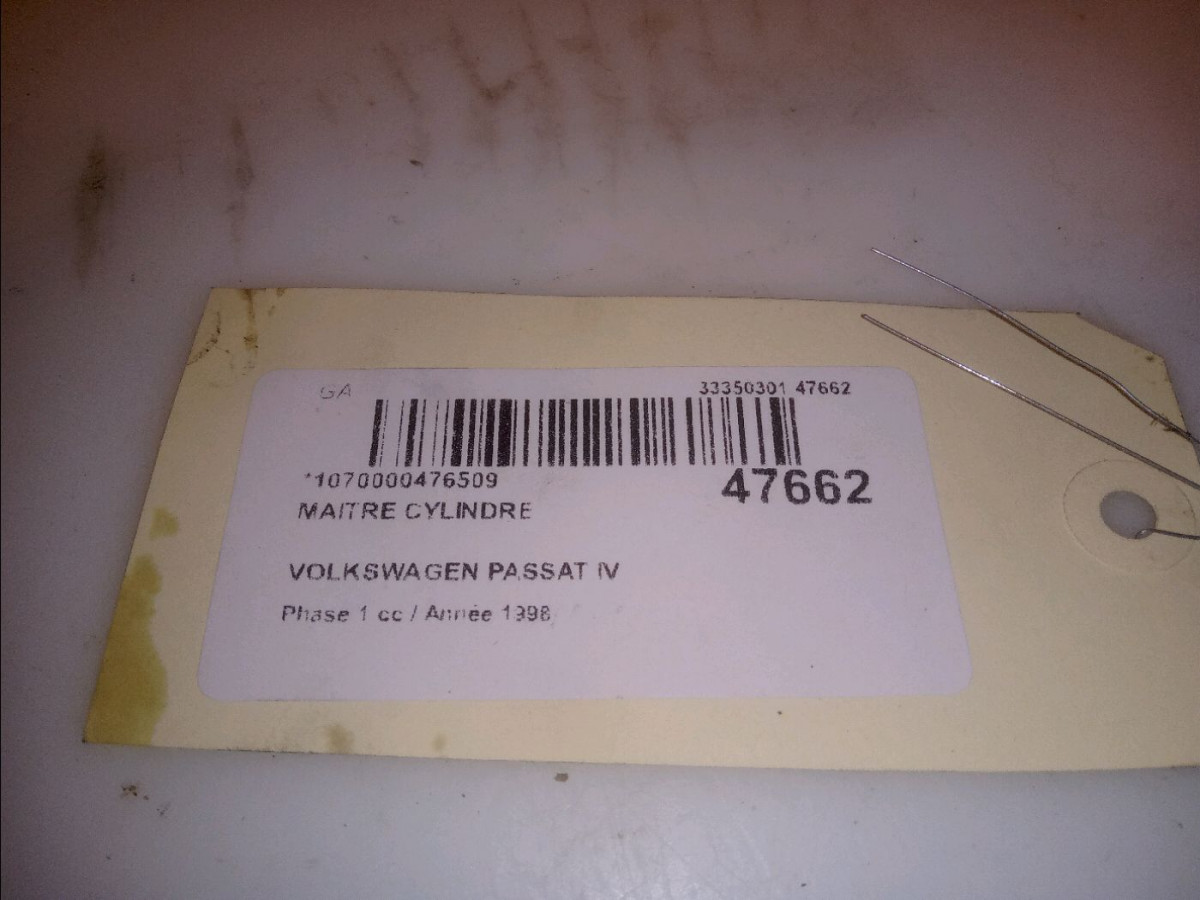 GA 33350301 47662
*1070000476509 47662
MAITRE CYLINDRE
VOLKSWAGEN PASSAT IV
Phase 1 cc / Année 1998